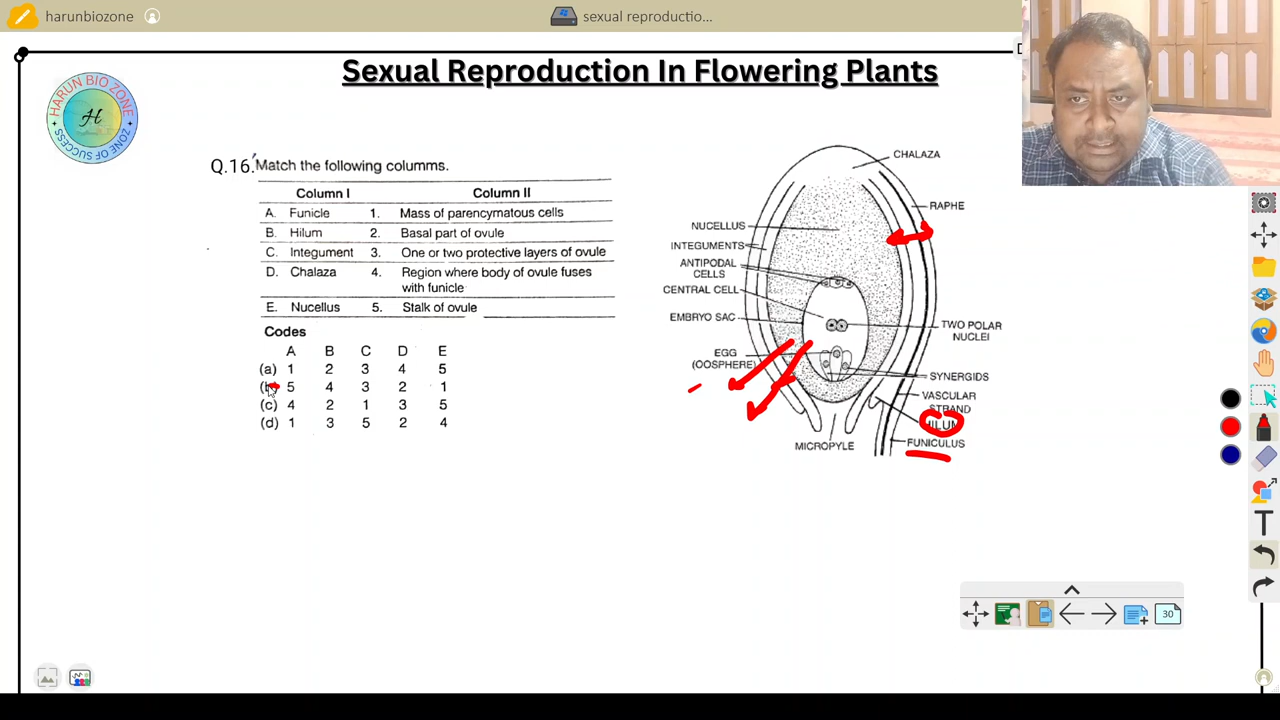 harunbiozone
sexual reproductio...
Sexual Reproduction In Flowering Plants
HARUN BIO ZONE
H
ZONE OF SUCCESS
Q.16. Match the following columms.
Column I Column II
A. Funicle 1. Mass of parencymatous cells
B. Hilum 2. Basal part of ovule
C. Integument 3. One or two protective layers of ovule
D. Chalaza 4. Region where body of ovule fuses
with funicle
E. Nucellus 5. Stalk of ovule
Codes
A B C D E
(a) 1 2 3 4 5
(b) 5 4 3 2 1
(c) 4 2 1 3 5
(d) 1 3 5 2 4
CHALAZA
RAPHE
NUCELLUS
INTEGUMENTS
ANTIPODAL
CELLS
CENTRAL CELL
EMBRYO SAC
TWO POLAR
NUCLEI
EGG
(OOSPHERE)
SYNERGIDS
VASCULAR
STRAND
HILUM
FUNICULUS
MICROPYLE
T
30